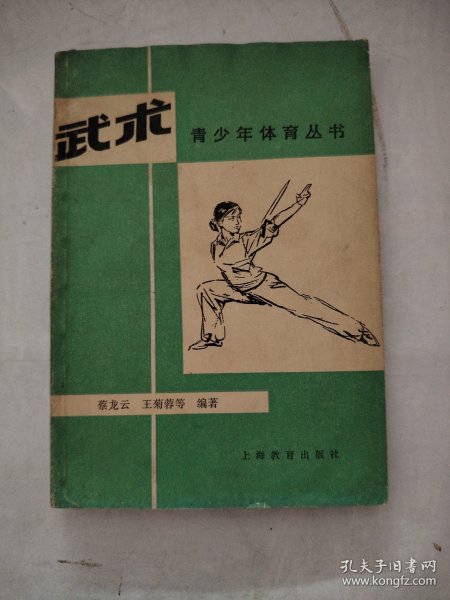 武术
青少年体育丛书
蔡龙云 王菊蓉等 编著
上海教育出版社
孔夫子旧书网
www.kongfz.com